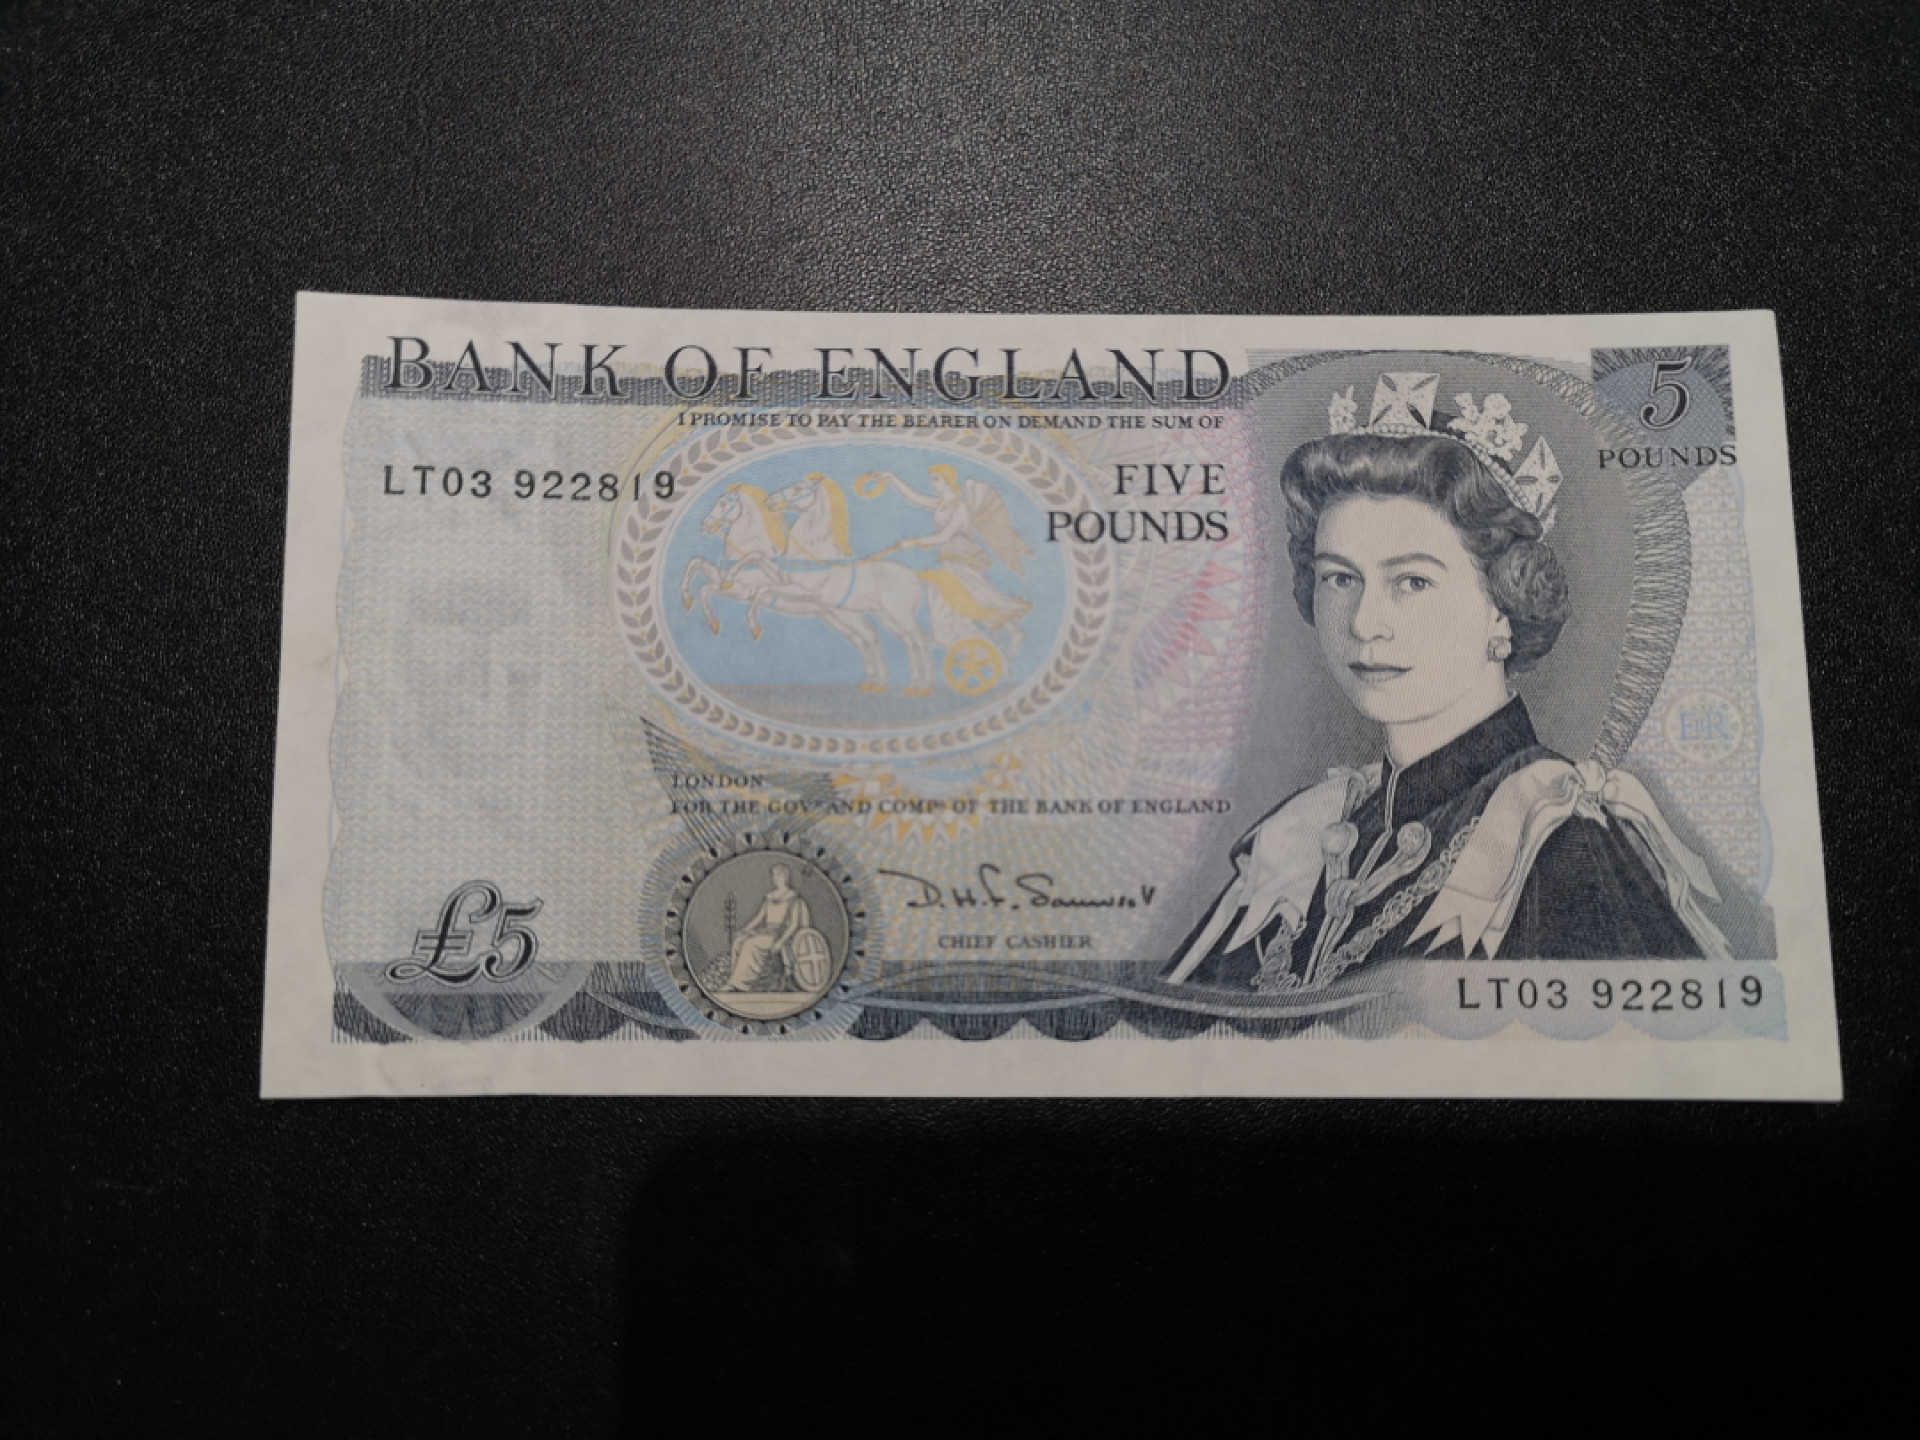 BANK OF ENGLAND
I PROMISE TO PAY THE BEARER ON DEMAND THE SUM OF
5
POUNDS
LT03 922819
FIVE
POUNDS
EIIR
LONDON
FOR THE GOVR AND COMPA OF THE BANK OF ENGLAND
£5
CHIEF CASHIER
LT03 922819